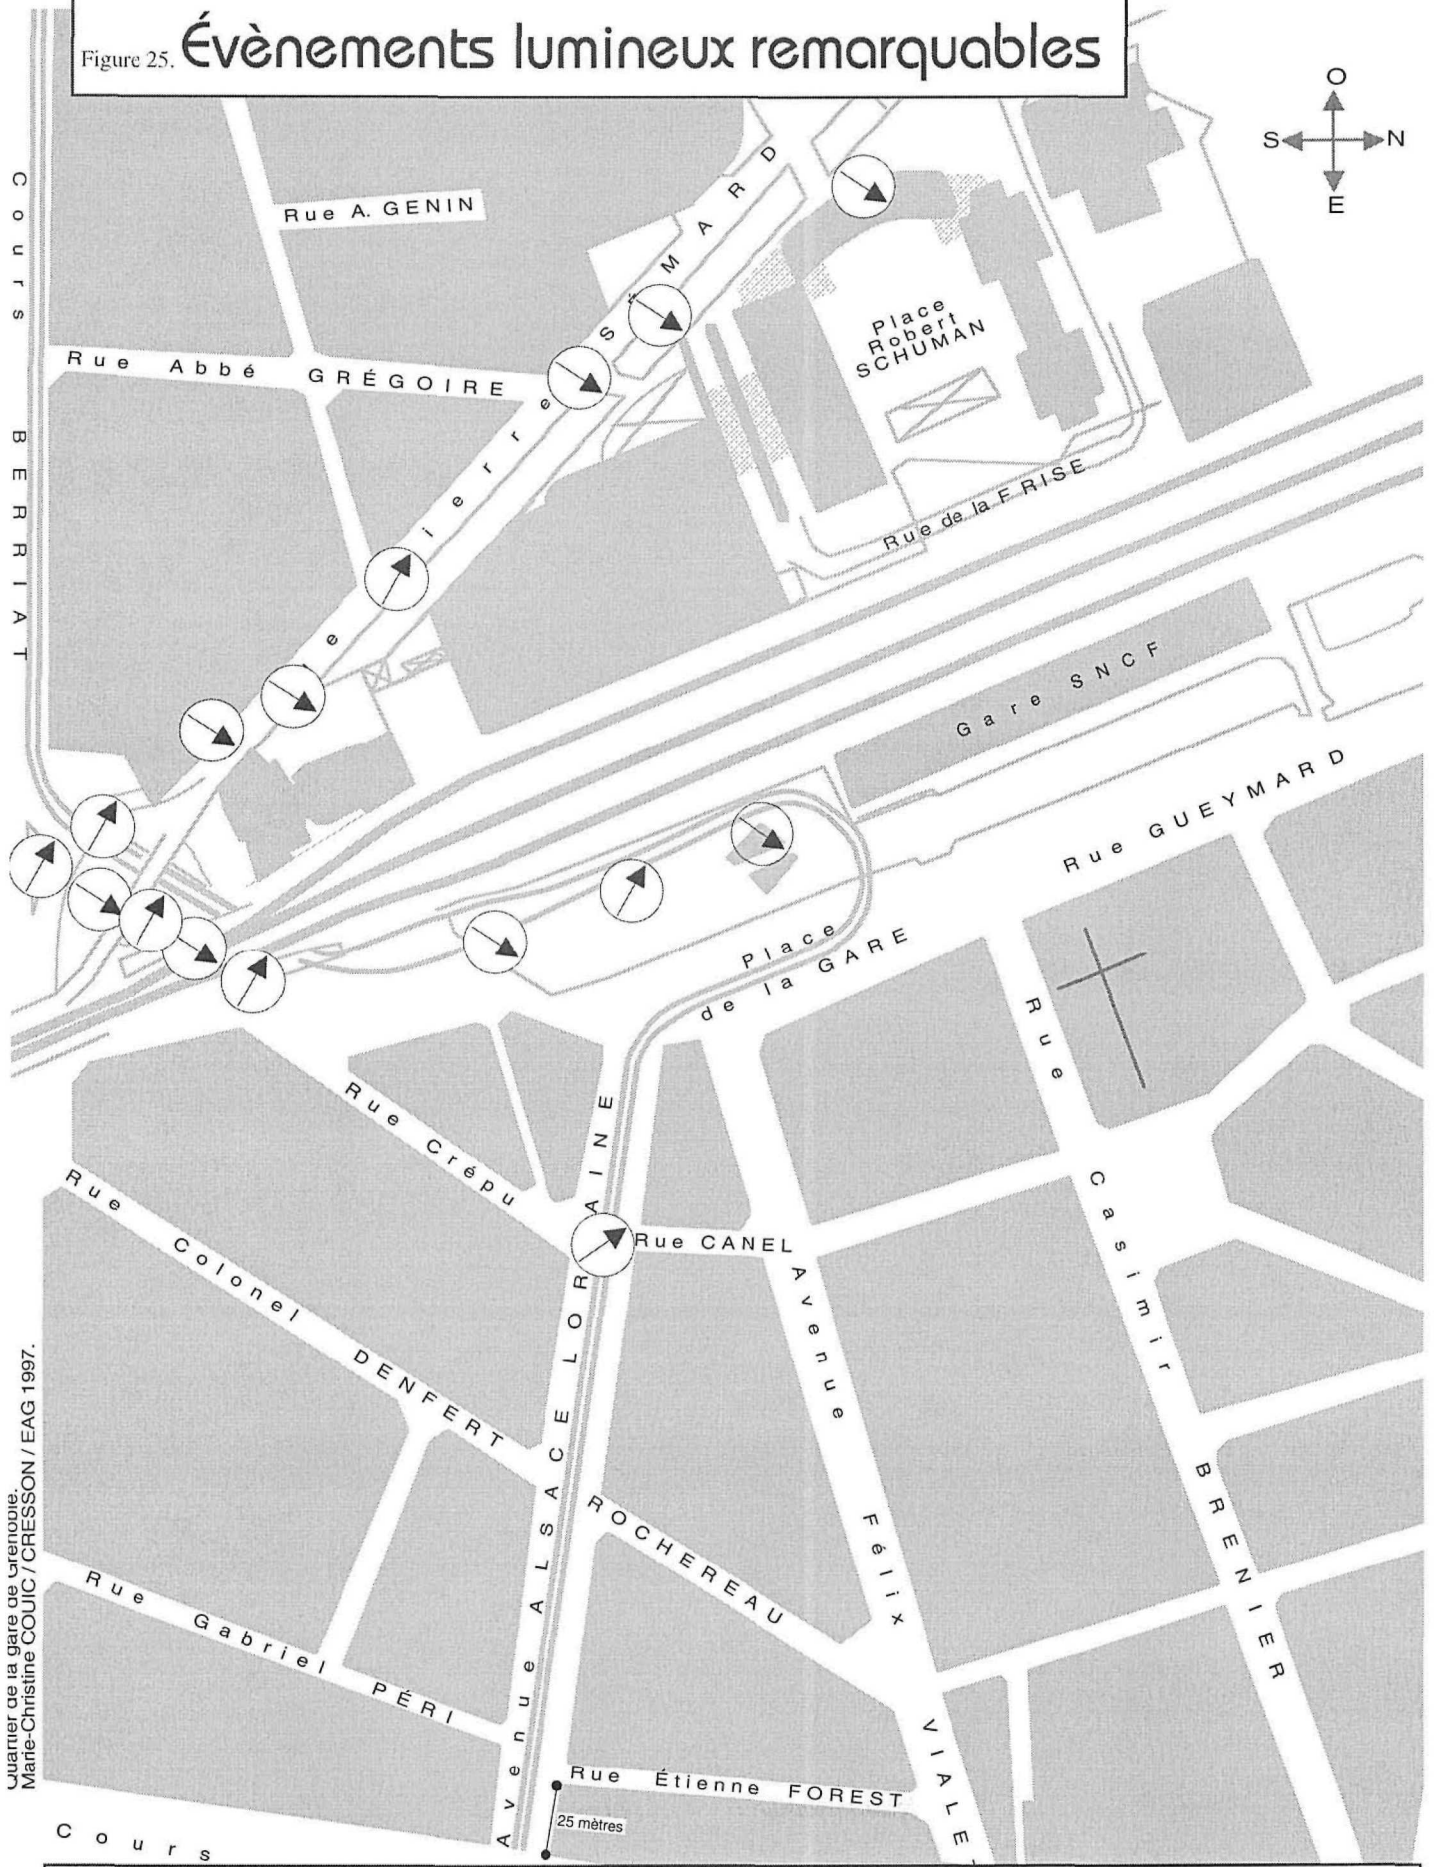 Figure 25. Évènements lumineux remarquables
O
S N
E
Cours BERRIAT
Rue A. GENIN
Rue Abbé GRÉGOIRE
ierre SÉMARD
Place
Robert
SCHUMAN
Rue de la FRISE
Gare SNCF
Rue GUEYMARD
Place
de la GARE
Rue Casimir BRENIER
Rue Crépu
Rue CANEL
Avenue Félix VIALLE
Rue Colonel DENFERT ROCHEREAU
Avenue ALSACE LORRAINE
Rue Gabriel PÉRI
Rue Étienne FOREST
25 mètres
Cours
Quartier de la gare de Grenoble.
Marie-Christine COUIC / CRESSON / EAG 1997.